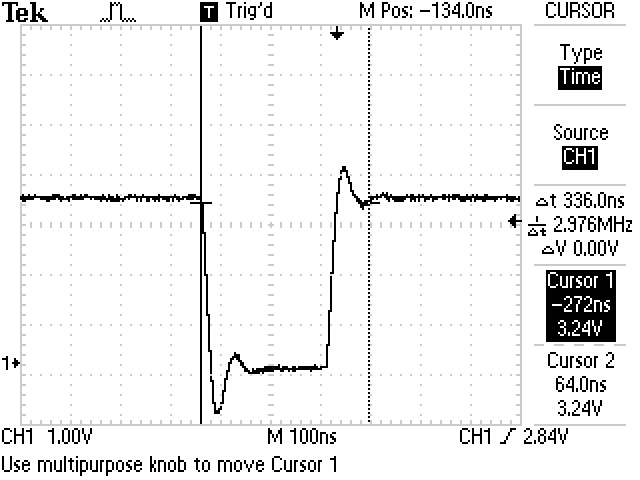 Tek T Trig'd M Pos: -134.0ns CURSOR
Type
Time
Source
CH1
△t 336.0ns
1/△t 2.976MHz
△V 0.00V
Cursor 1
-272ns
3.24V
1
Cursor 2
64.0ns
3.24V
CH1 1.00V M 100ns CH1 / 2.84V
Use multipurpose knob to move Cursor 1